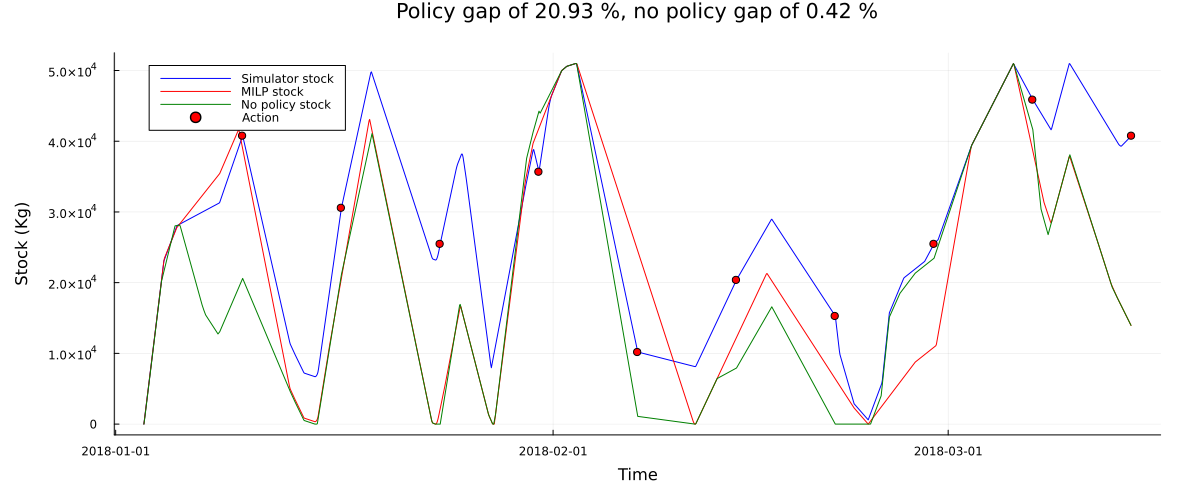 Policy gap of 20.93 %, no policy gap of 0.42 %
Simulator stock
MILP stock
No policy stock
Action
Stock (Kg)
5.0×10⁴
4.0×10⁴
3.0×10⁴
2.0×10⁴
1.0×10⁴
0
2018-01-01
2018-02-01
2018-03-01
Time